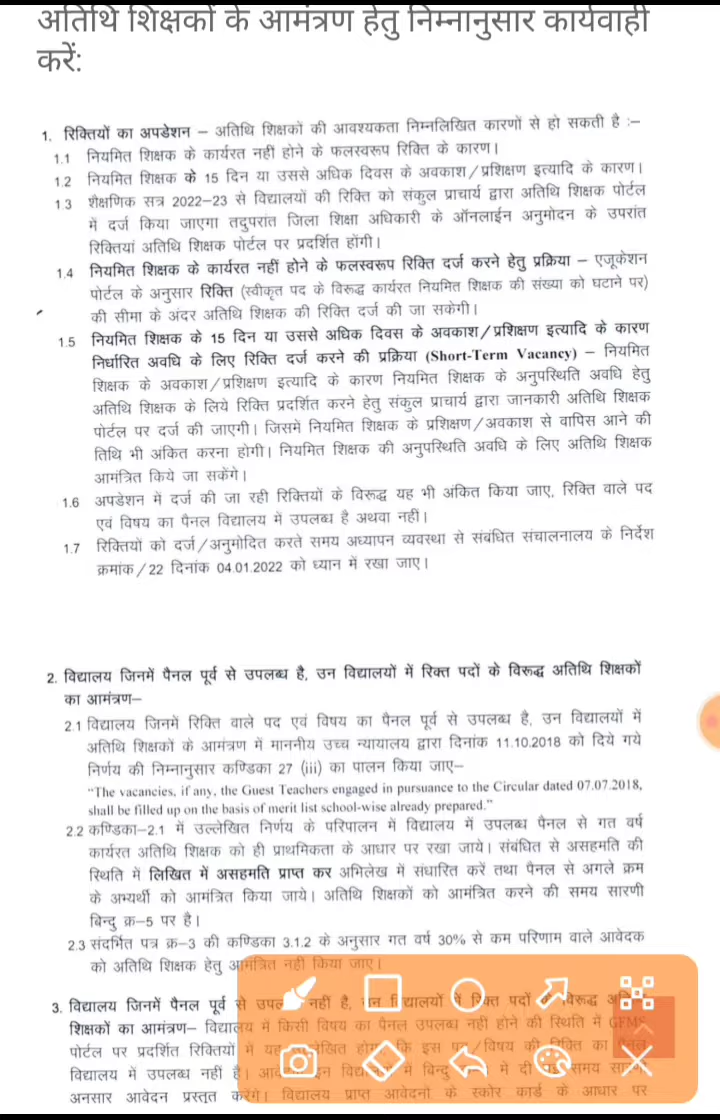 अतिथि शिक्षकों के आमंत्रण हेतु निम्नानुसार कार्यवाही
करें:
1. रिक्तियों का अपडेशन – अतिथि शिक्षकों की आवश्यकता निम्नलिखित कारणों से हो सकती है :–
1.1 नियमित शिक्षक के कार्यरत नहीं होने के फलस्वरूप रिक्ति के कारण।
1.2 नियमित शिक्षक के 15 दिन या उससे अधिक दिवस के अवकाश/प्रशिक्षण इत्यादि के कारण।
1.3 शैक्षणिक सत्र 2022–23 से विद्यालयों की रिक्ति को संकुल प्राचार्य द्वारा अतिथि शिक्षक पोर्टल
में दर्ज किया जाएगा तदुपरांत जिला शिक्षा अधिकारी के ऑनलाईन अनुमोदन के उपरांत
रिक्तियां अतिथि शिक्षक पोर्टल पर प्रदर्शित होंगी।
1.4 नियमित शिक्षक के कार्यरत नहीं होने के फलस्वरूप रिक्ति दर्ज करने हेतु प्रक्रिया – एजूकेशन
पोर्टल के अनुसार रिक्ति (स्वीकृत पद के विरूद्ध कार्यरत नियमित शिक्षक की संख्या को घटाने पर)
की सीमा के अंदर अतिथि शिक्षक की रिक्ति दर्ज की जा सकेगी।
1.5 नियमित शिक्षक के 15 दिन या उससे अधिक दिवस के अवकाश/प्रशिक्षण इत्यादि के कारण
निर्धारित अवधि के लिए रिक्ति दर्ज करने की प्रक्रिया (Short-Term Vacancy) – नियमित
शिक्षक के अवकाश/प्रशिक्षण इत्यादि के कारण नियमित शिक्षक के अनुपस्थिति अवधि हेतु
अतिथि शिक्षक के लिये रिक्ति प्रदर्शित करने हेतु संकुल प्राचार्य द्वारा जानकारी अतिथि शिक्षक
पोर्टल पर दर्ज की जाएगी। जिसमें नियमित शिक्षक के प्रशिक्षण/अवकाश से वापिस आने की
तिथि भी अंकित करना होगी। नियमित शिक्षक की अनुपस्थिति अवधि के लिए अतिथि शिक्षक
आमंत्रित किये जा सकेंगे।
1.6 अपडेशन में दर्ज की जा रही रिक्तियों के विरूद्ध यह भी अंकित किया जाए, रिक्ति वाले पद
एवं विषय का पैनल विद्यालय में उपलब्ध है अथवा नहीं।
1.7 रिक्तियों को दर्ज/अनुमोदित करते समय अध्यापन व्यवस्था से संबंधित संचालनालय के निर्देश
क्रमांक/22 दिनांक 04.01.2022 को ध्यान में रखा जाए।
2. विद्यालय जिनमें पैनल पूर्व से उपलब्ध है, उन विद्यालयों में रिक्त पदों के विरूद्ध अतिथि शिक्षकों
का आमंत्रण–
2.1 विद्यालय जिनमें रिक्ति वाले पद एवं विषय का पैनल पूर्व से उपलब्ध है, उन विद्यालयों में
अतिथि शिक्षकों के आमंत्रण में माननीय उच्च न्यायालय द्वारा दिनांक 11.10.2018 को दिये गये
निर्णय की निम्नानुसार कण्डिका 27 (iii) का पालन किया जाए–
“The vacancies, if any, the Guest Teachers engaged in pursuance to the Circular dated 07.07.2018,
shall be filled up on the basis of merit list school-wise already prepared.”
2.2 कण्डिका–2.1 में उल्लेखित निर्णय के परिपालन में विद्यालय में उपलब्ध पैनल से गत वर्ष
कार्यरत अतिथि शिक्षक को ही प्राथमिकता के आधार पर रखा जाये। संबंधित से असहमति की
स्थिति में लिखित में असहमति प्राप्त कर अभिलेख में संधारित करें तथा पैनल से अगले क्रम
के अभ्यर्थी को आमंत्रित किया जाये। अतिथि शिक्षकों को आमंत्रित करने की समय सारणी
बिन्दु क्र–5 पर है।
2.3 संदर्भित पत्र क्र–3 की कण्डिका 3.1.2 के अनुसार गत वर्ष 30% से कम परिणाम वाले आवेदक
को अतिथि शिक्षक हेतु आमंत्रित नहीं किया जाए।
3. विद्यालय जिनमें पैनल पूर्व से नहीं है, विद्यालयों में रिक्त पदों के विरूद्ध
शिक्षकों का आमंत्रण– विद्यालय में किसी विषय का पैनल उपलब्ध नहीं होने की स्थिति में GFMS
पोर्टल पर प्रदर्शित रिक्तियों में यह कि इस पद/विषय की रिक्ति का पैनल
विद्यालय में उपलब्ध नहीं है। में बिन्दु में दी समय
अनुसार आवेदन प्रस्तुत करेंगे। विद्यालय प्राप्त आवेदनों के स्कोर कार्ड के आधार पर